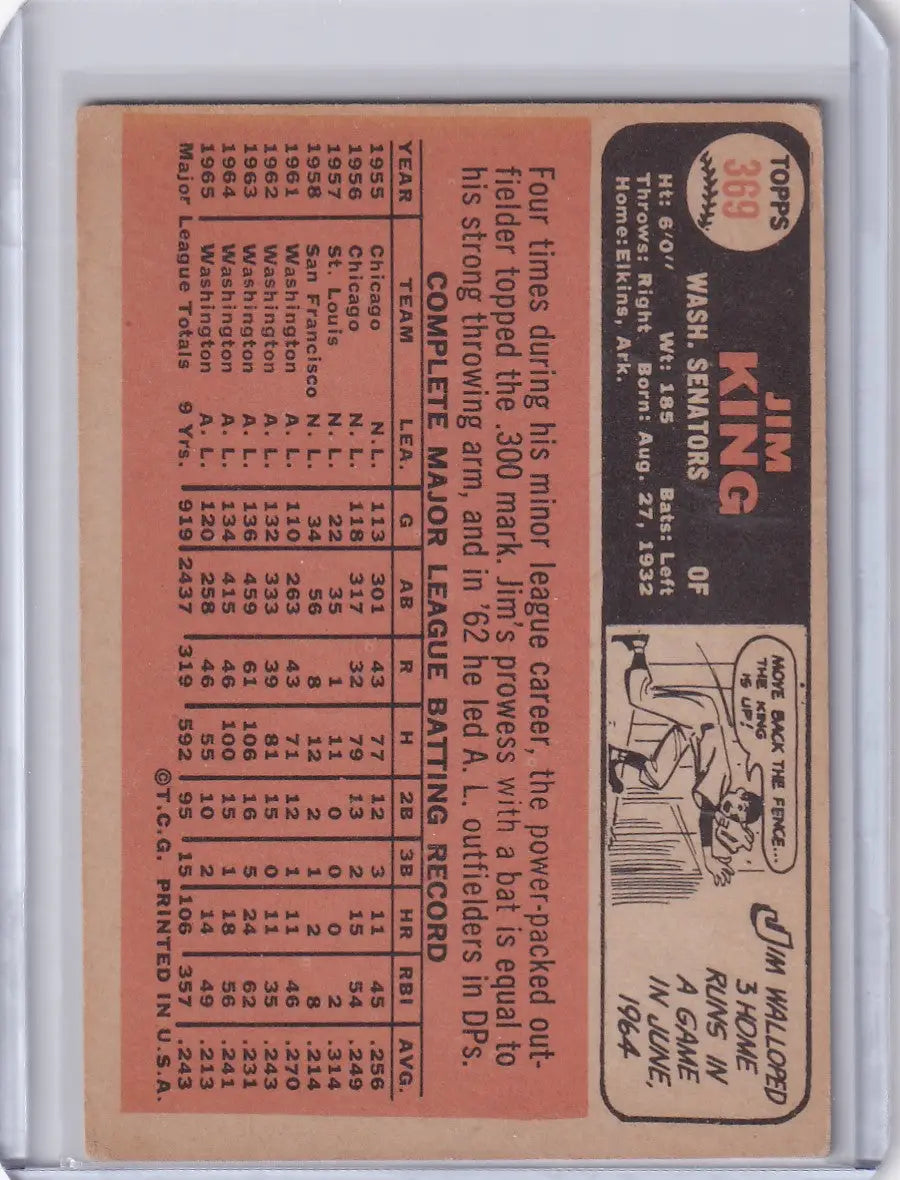 TOPPS
369
JIM
KING
WASH. SENATORS OF
Ht: 6'0" Wt: 185 Bats: Left
Throws: Right Born: Aug. 27, 1932
Home: Elkins, Ark.
MOVE BACK THE FENCE...
THE KING
IS UP!
JIM WALLOPED
3 HOME
RUNS IN
A GAME
IN JUNE,
1964
Four times during his minor league career, the power-packed out-
fielder topped the .300 mark. Jim's prowess with a bat is equal to
his strong throwing arm, and in '62 he led A. L. outfielders in DPs.
COMPLETE MAJOR LEAGUE BATTING RECORD
YEAR TEAM LEA. G AB R H 2B 3B HR RBI AVG.
1955 Chicago N. L. 113 301 43 77 12 3 11 45 .256
1956 Chicago N. L. 118 317 32 79 13 2 15 54 .249
1957 St. Louis N. L. 22 35 1 11 0 0 0 2 .314
1958 San Francisco N. L. 34 56 8 12 2 1 2 8 .214
1961 Washington A. L. 110 263 43 71 12 1 11 46 .270
1962 Washington A. L. 132 333 39 81 15 0 11 35 .243
1963 Washington A. L. 136 459 61 106 16 5 24 62 .231
1964 Washington A. L. 134 415 46 100 15 1 18 56 .241
1965 Washington A. L. 120 258 46 55 10 2 14 49 .213
Major League Totals 9 Yrs. 919 2437 319 592 95 15 106 357 .243
©T.C.G. PRINTED IN U.S.A.